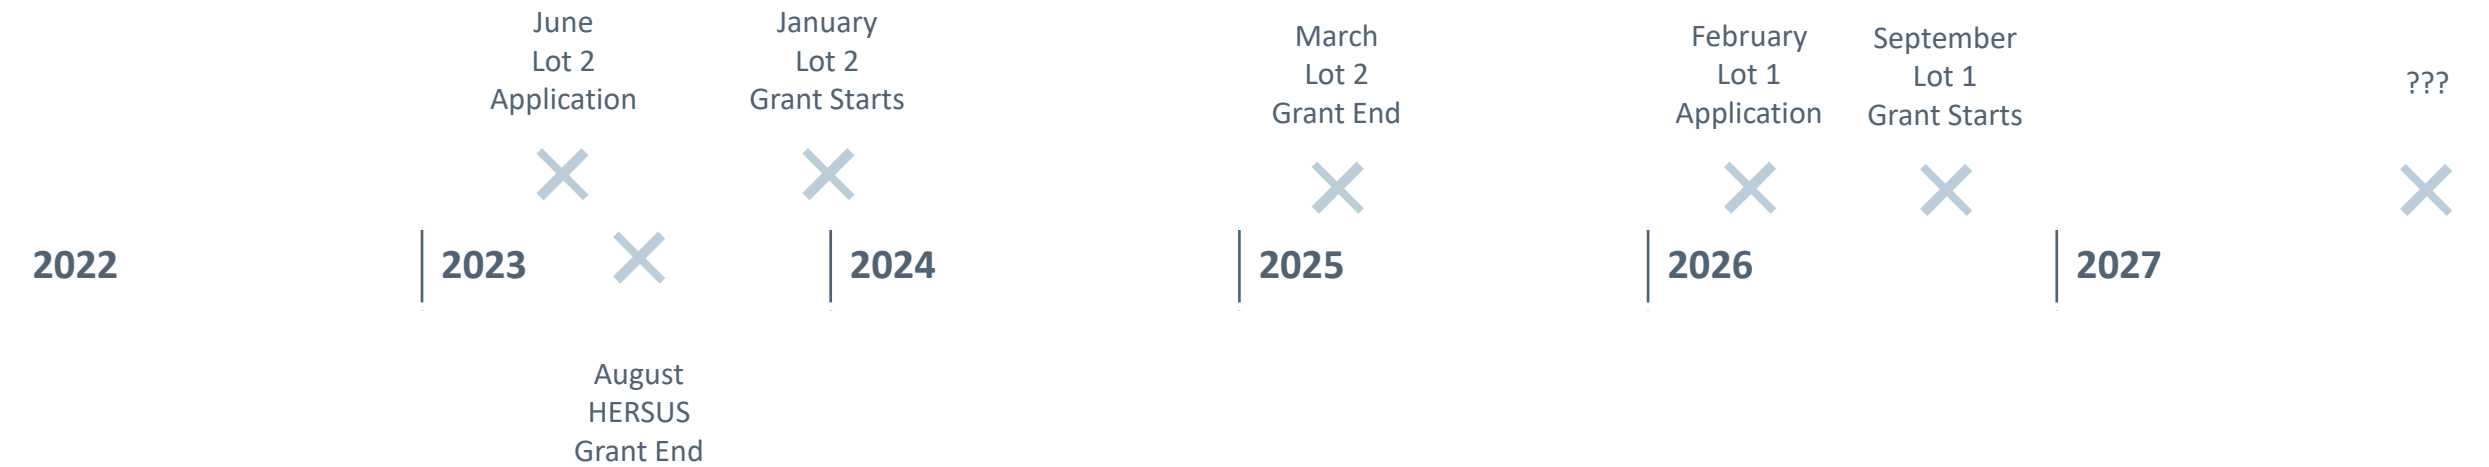 June
Lot 2
Application
January
Lot 2
Grant Starts
March
Lot 2
Grant End
February
Lot 1
Application
September
Lot 1
Grant Starts
???
2022
2023
2024
2025
2026
2027
August
HERSUS
Grant End